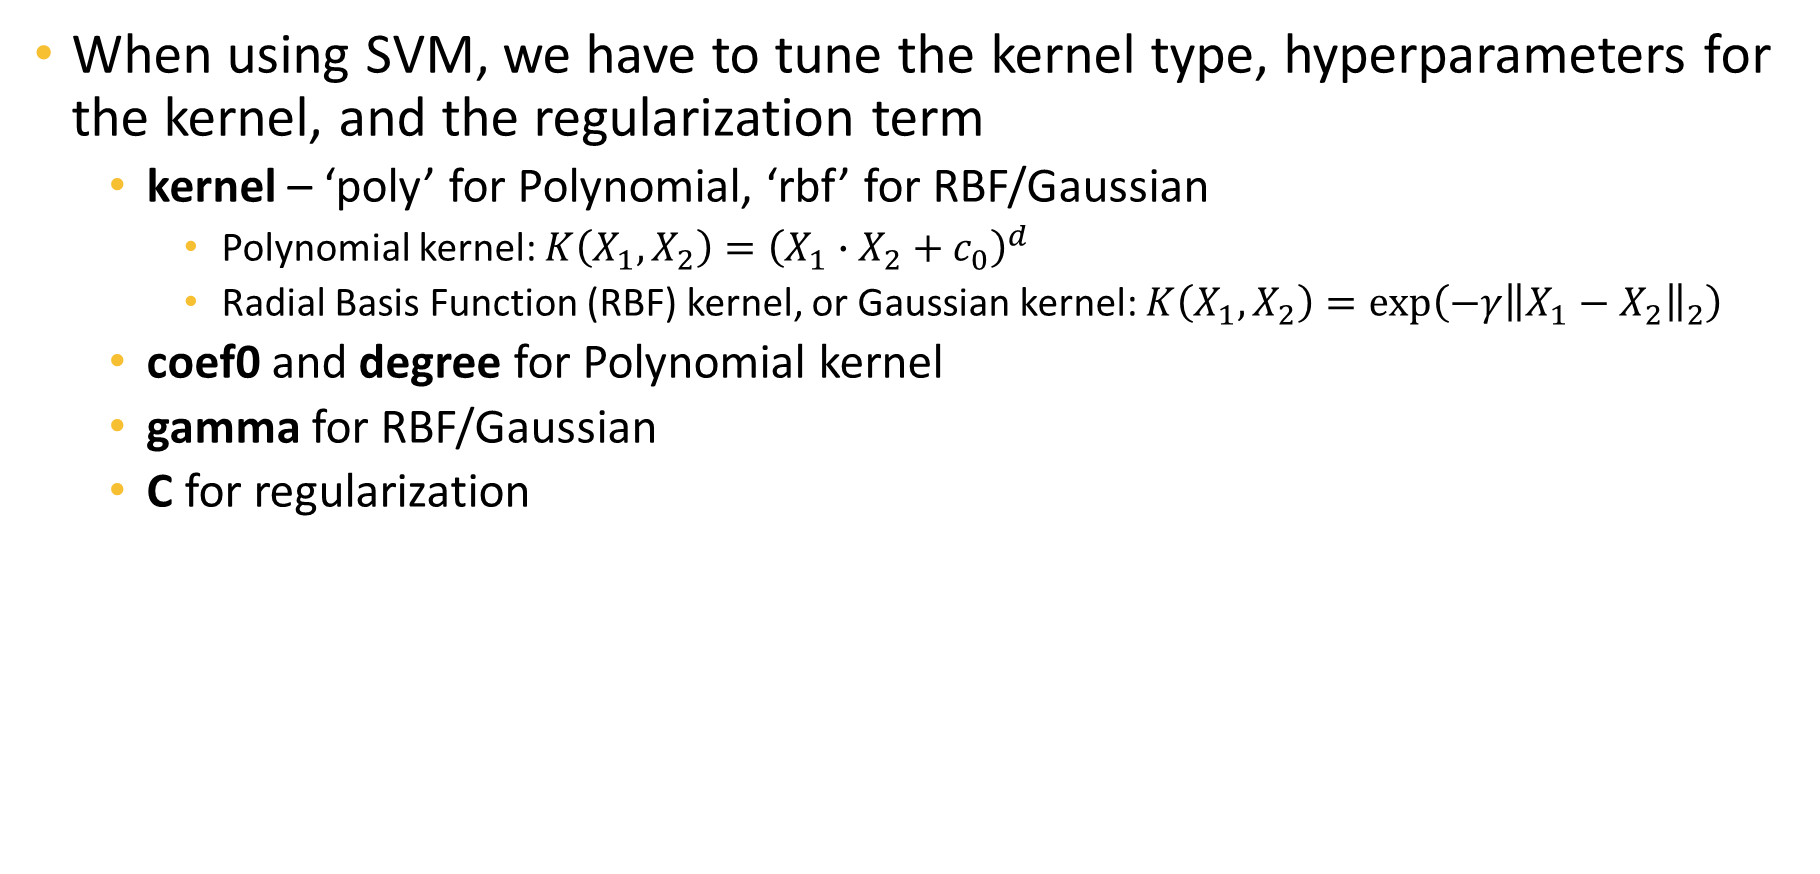 • When using SVM, we have to tune the kernel type, hyperparameters for
the kernel, and the regularization term
• kernel – ‘poly’ for Polynomial, ‘rbf’ for RBF/Gaussian
• Polynomial kernel: 𝐾(𝑋₁, 𝑋₂) = (𝑋₁ ∙ 𝑋₂ + 𝑐₀)ᵈ
• Radial Basis Function (RBF) kernel, or Gaussian kernel: 𝐾(𝑋₁, 𝑋₂) = exp(−𝛾‖𝑋₁ − 𝑋₂‖₂)
• coef0 and degree for Polynomial kernel
• gamma for RBF/Gaussian
• C for regularization